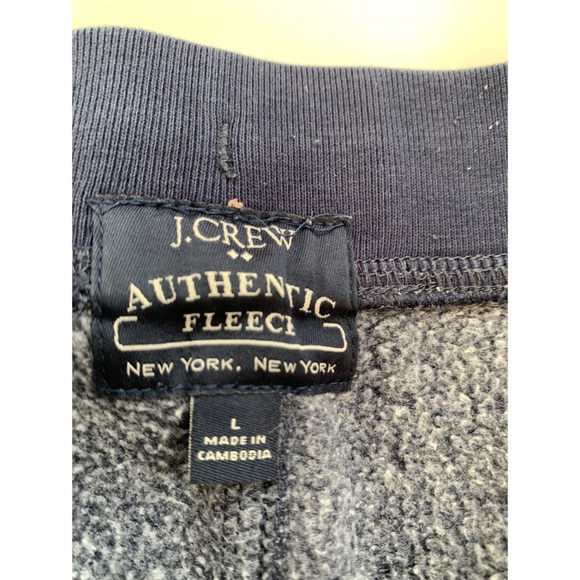 J.CREW
AUTHENTIC
FLEECE
NEW YORK, NEW YORK
L
MADE IN
CAMBODIA